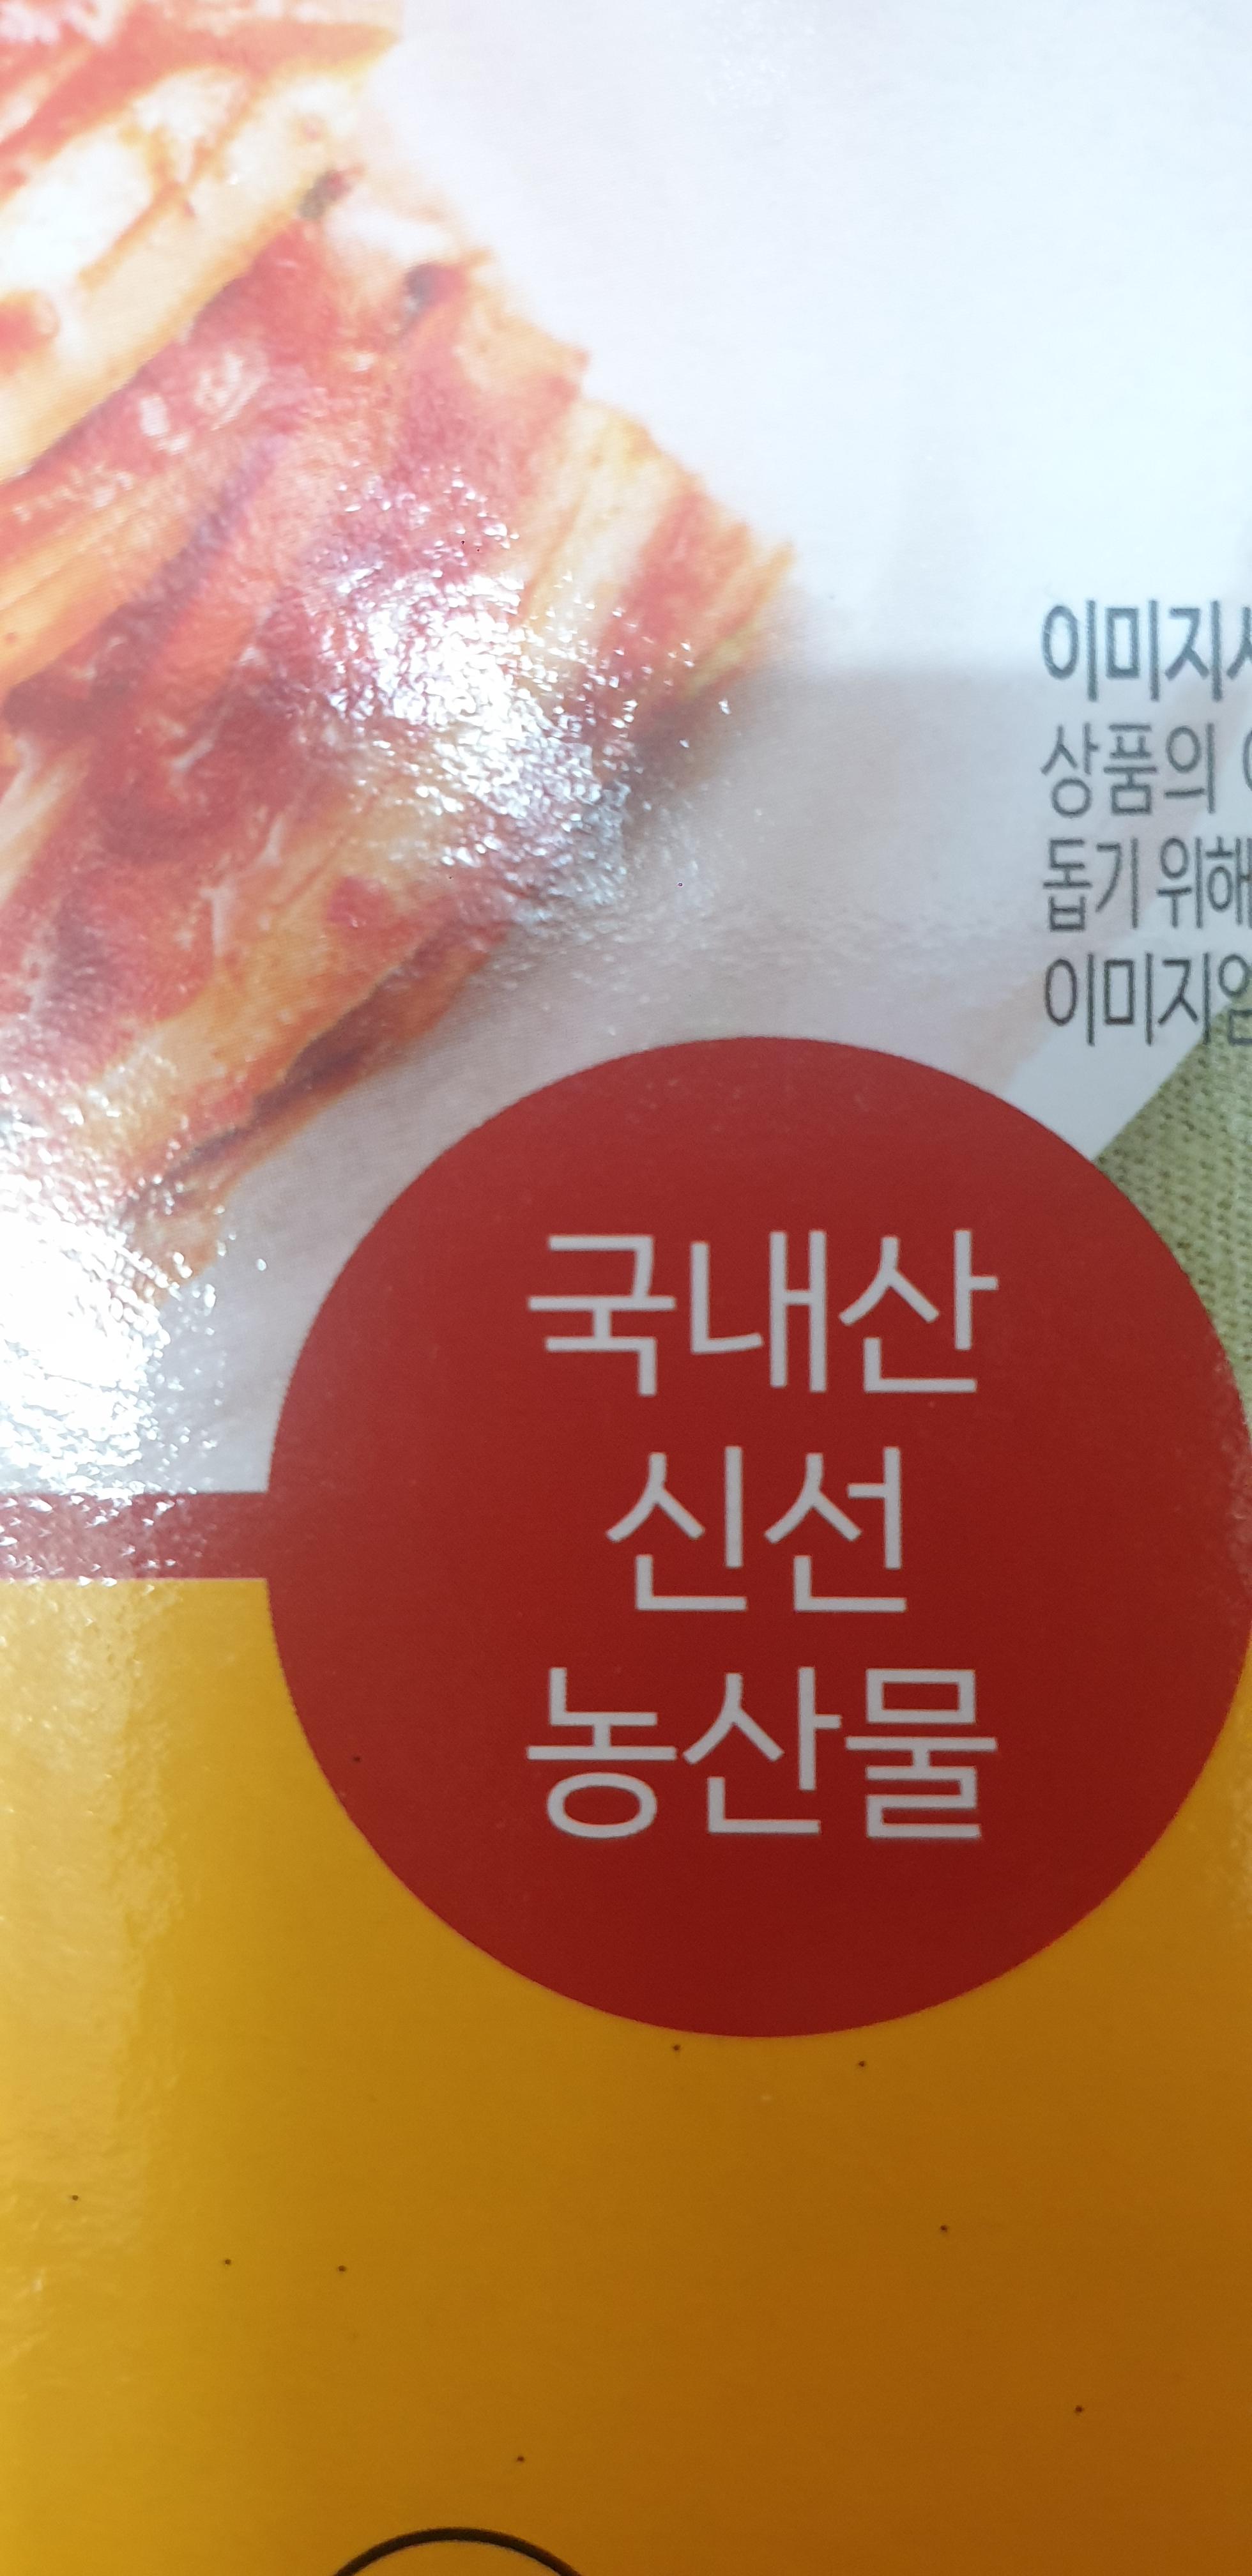 이미지
상품의
돕기 위해
이미지
국내산
신선
농산물